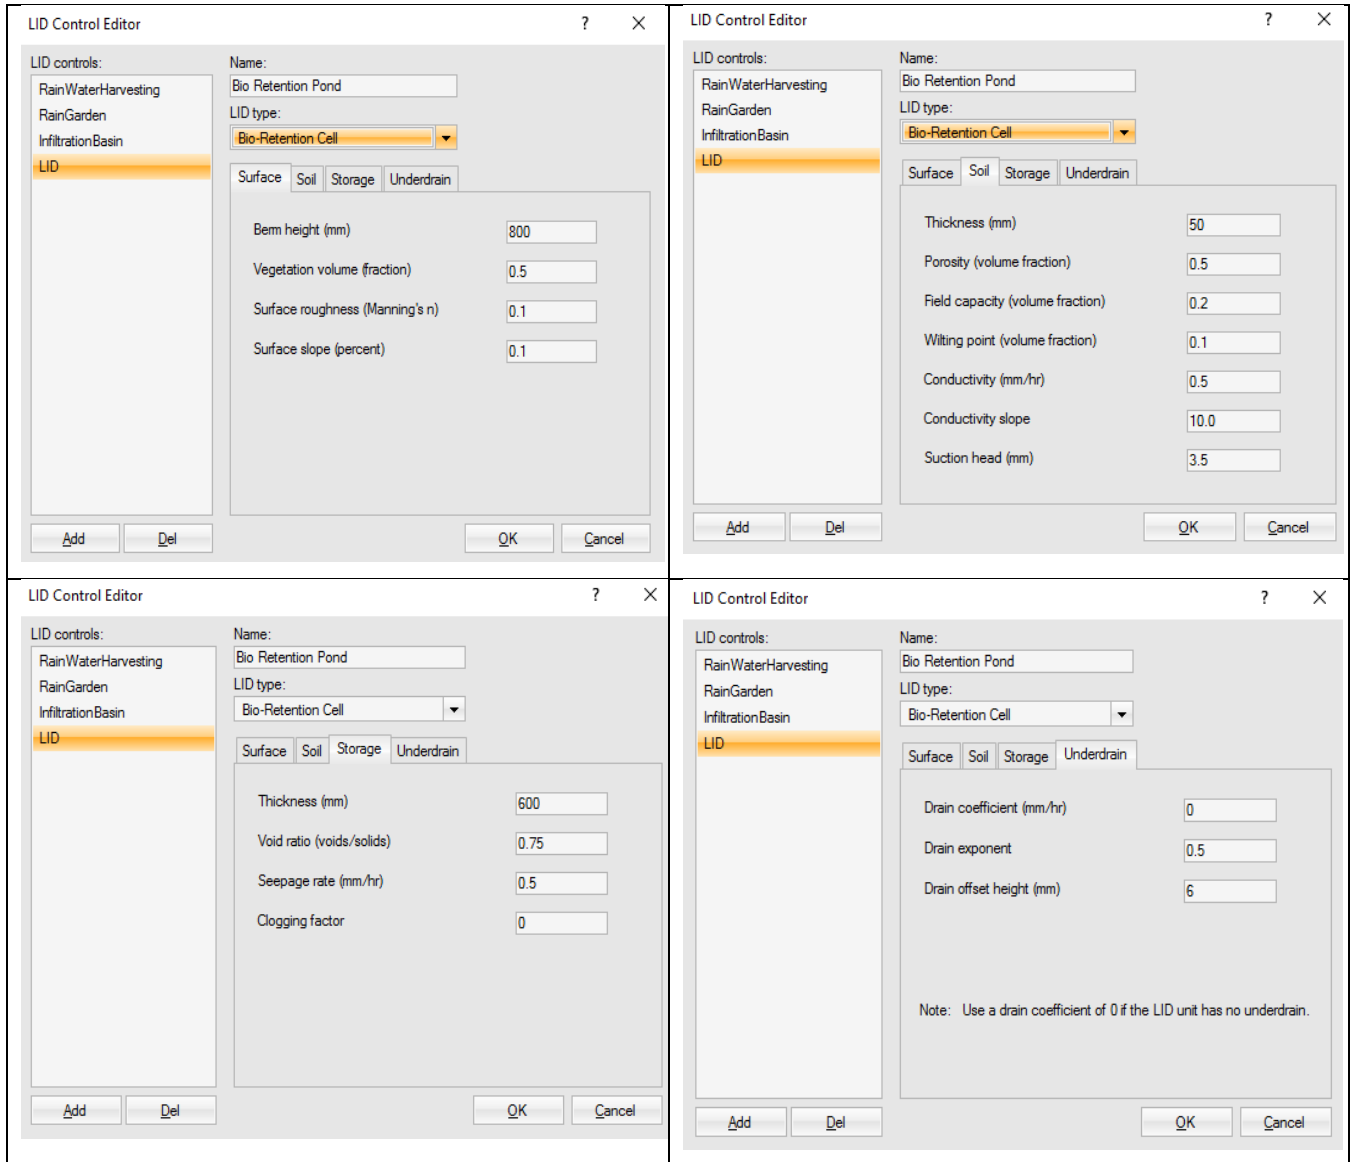 LID Control Editor ? ×
LID controls:
RainWaterHarvesting
RainGarden
InfiltrationBasin
LID
Name:
Bio Retention Pond
LID type:
Bio-Retention Cell
Surface Soil Storage Underdrain
Berm height (mm) 800
Vegetation volume (fraction) 0.5
Surface roughness (Manning's n) 0.1
Surface slope (percent) 0.1
Add Del OK Cancel
LID Control Editor ? ×
LID controls:
RainWaterHarvesting
RainGarden
InfiltrationBasin
LID
Name:
Bio Retention Pond
LID type:
Bio-Retention Cell
Surface Soil Storage Underdrain
Thickness (mm) 50
Porosity (volume fraction) 0.5
Field capacity (volume fraction) 0.2
Wilting point (volume fraction) 0.1
Conductivity (mm/hr) 0.5
Conductivity slope 10.0
Suction head (mm) 3.5
Add Del OK Cancel
LID Control Editor ? ×
LID controls:
RainWaterHarvesting
RainGarden
InfiltrationBasin
LID
Name:
Bio Retention Pond
LID type:
Bio-Retention Cell
Surface Soil Storage Underdrain
Thickness (mm) 600
Void ratio (voids/solids) 0.75
Seepage rate (mm/hr) 0.5
Clogging factor 0
Add Del OK Cancel
LID Control Editor ? ×
LID controls:
RainWaterHarvesting
RainGarden
InfiltrationBasin
LID
Name:
Bio Retention Pond
LID type:
Bio-Retention Cell
Surface Soil Storage Underdrain
Drain coefficient (mm/hr) 0
Drain exponent 0.5
Drain offset height (mm) 6
Note: Use a drain coefficient of 0 if the LID unit has no underdrain.
Add Del OK Cancel